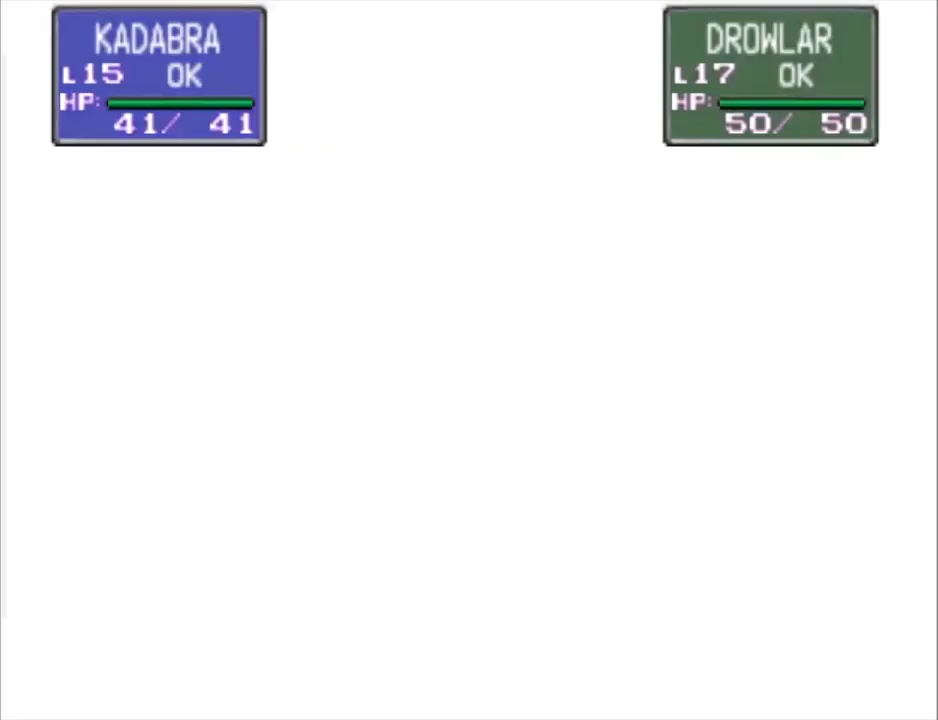 KADABRA
L15 OK
HP:
41/ 41
DROWLAR
L17 OK
HP:
50/ 50